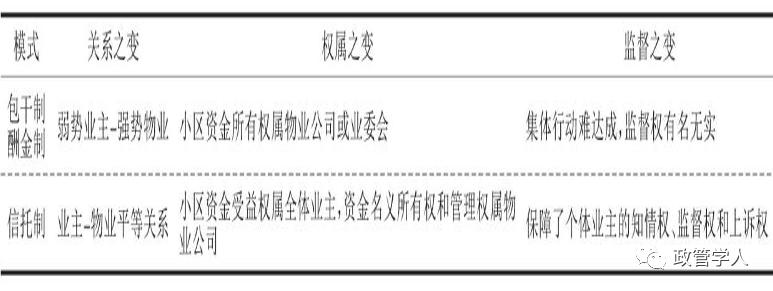 模式 关系之变 权属之变 监督之变
包干制
酬金制 弱势业主-强势物业 小区资金所有权属物业公司或业委会 集体行动难达成,监督权有名无实
信托制 业主-物业平等关系 小区资金受益权属全体业主,资金名义所有权和管理权属物
业公司 保障了个体业主的知情权、监督权和上诉权
政管学人